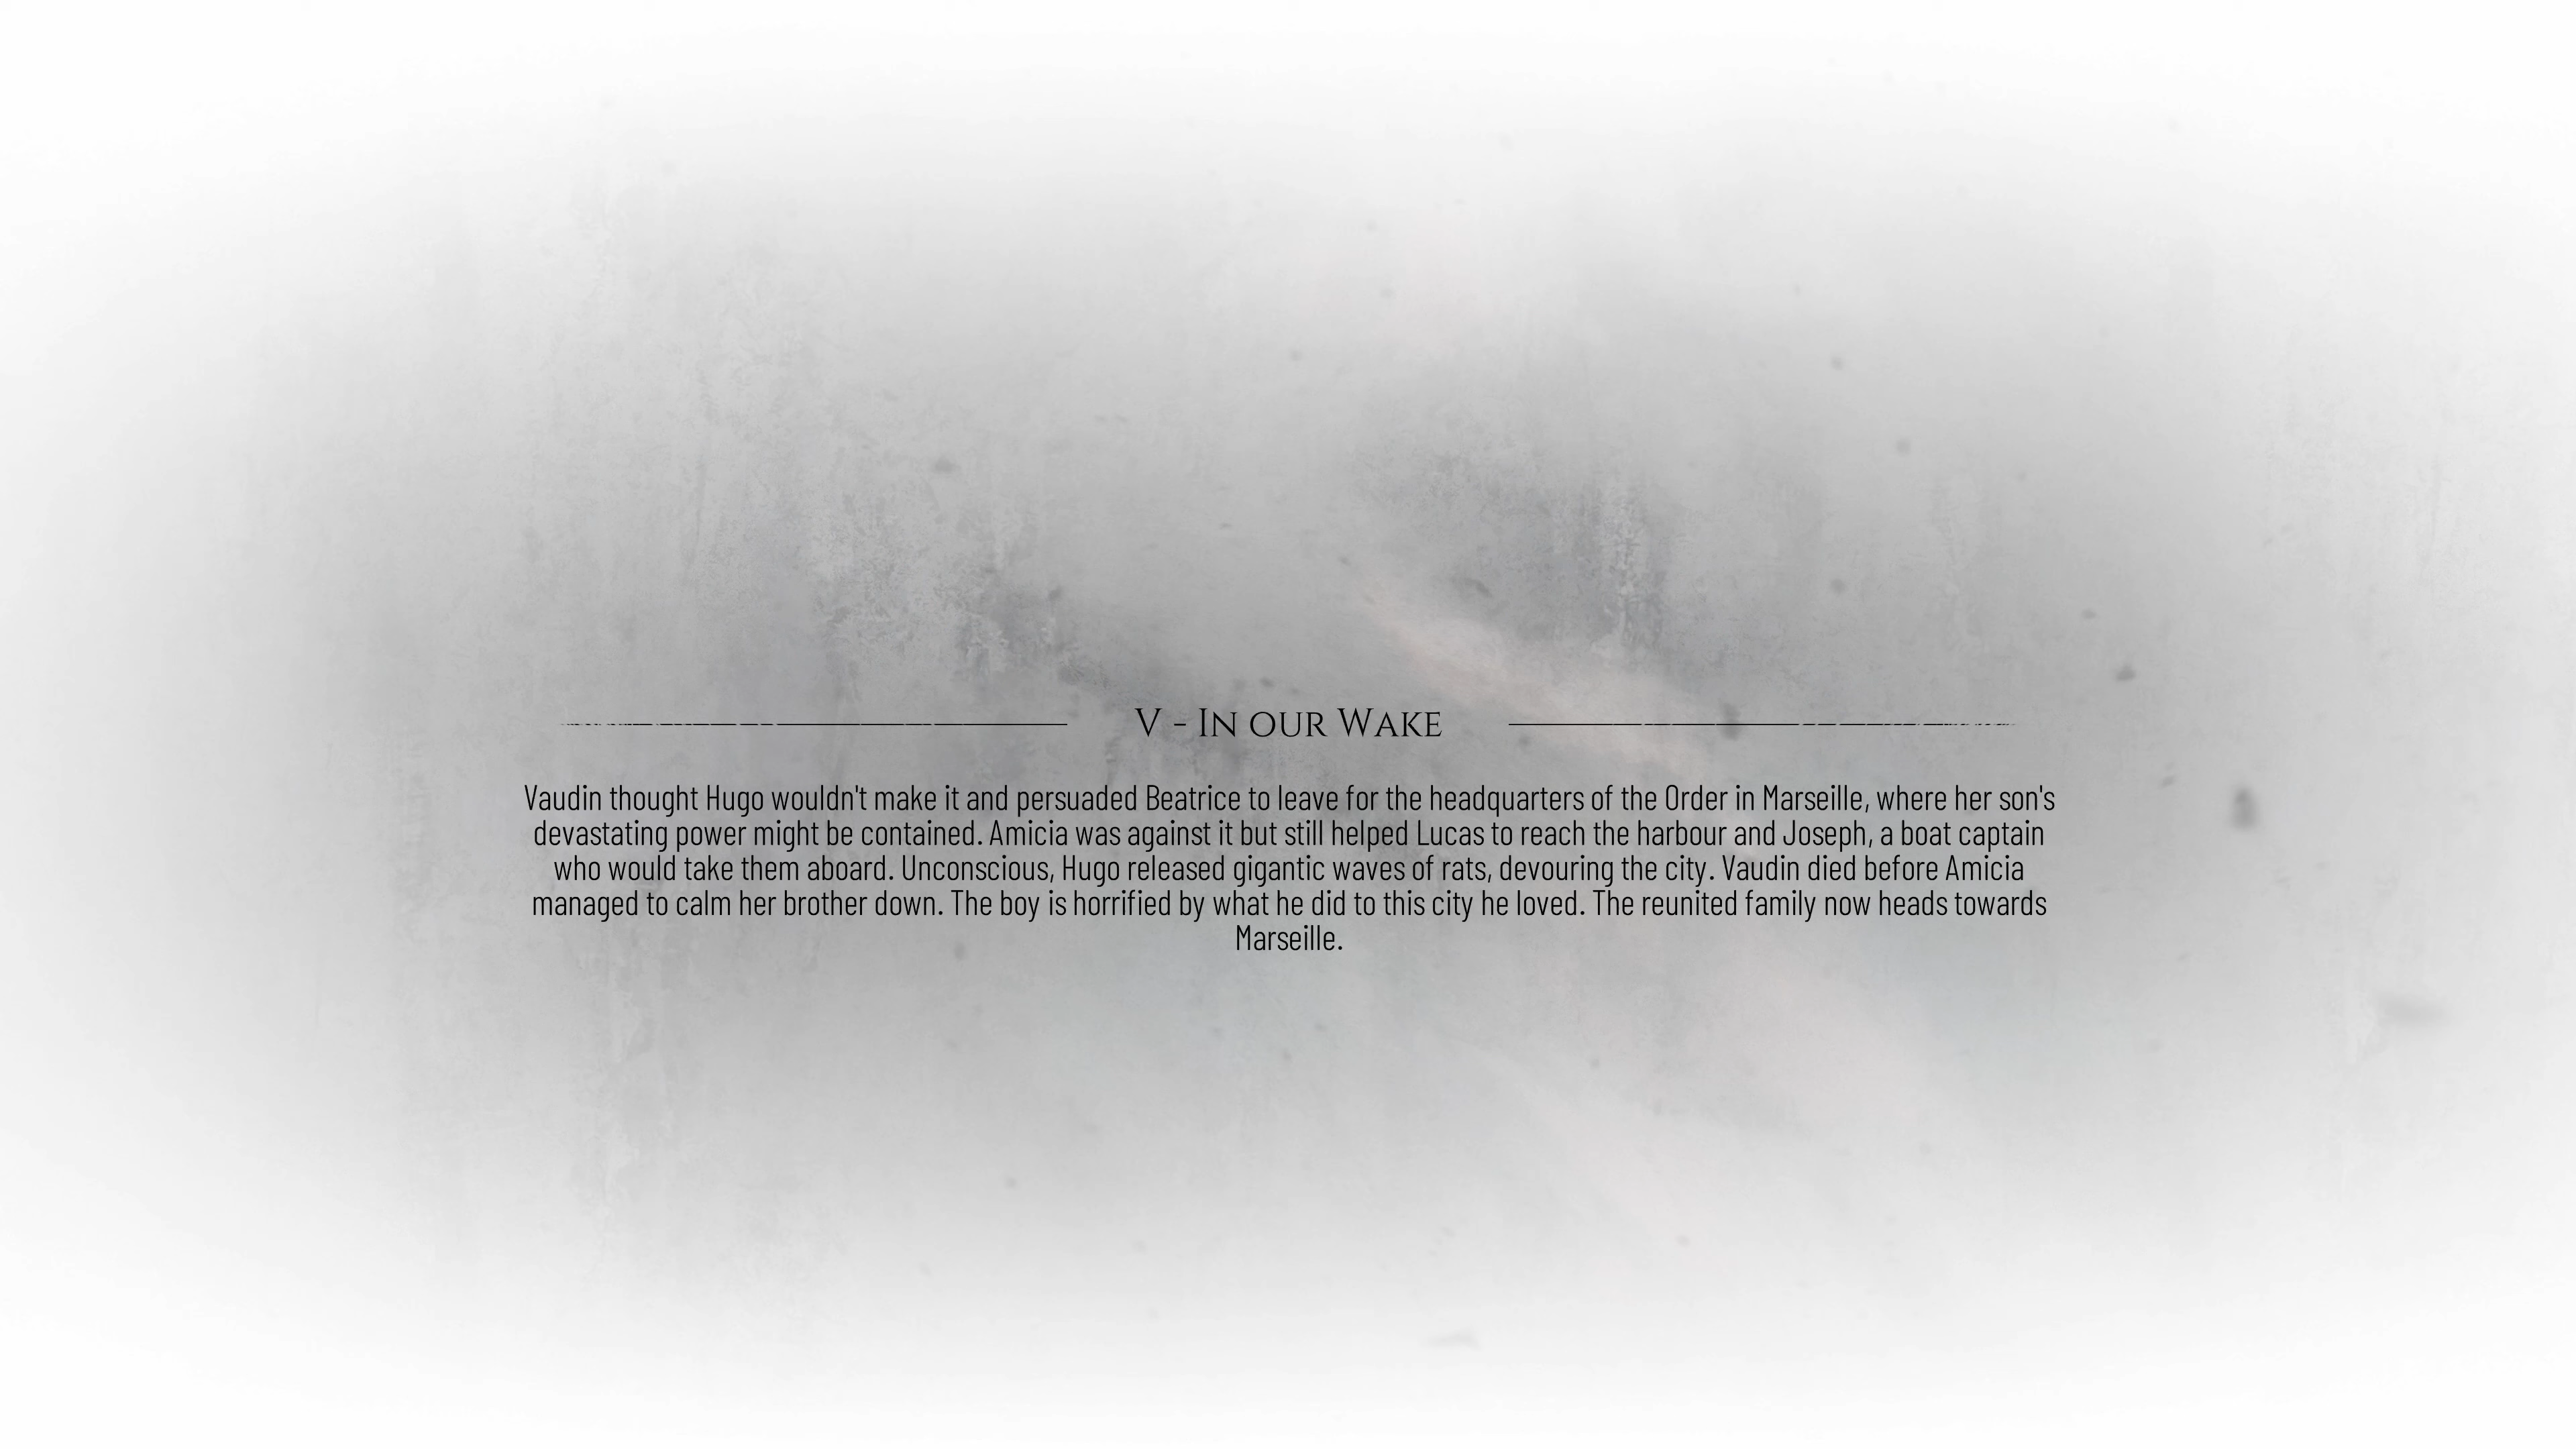 V - In our Wake
Vaudin thought Hugo wouldn't make it and persuaded Beatrice to leave for the headquarters of the Order in Marseille, where her son's
devastating power might be contained. Amicia was against it but still helped Lucas to reach the harbour and Joseph, a boat captain
who would take them aboard. Unconscious, Hugo released gigantic waves of rats, devouring the city. Vaudin died before Amicia
managed to calm her brother down. The boy is horrified by what he did to this city he loved. The reunited family now heads towards
Marseille.